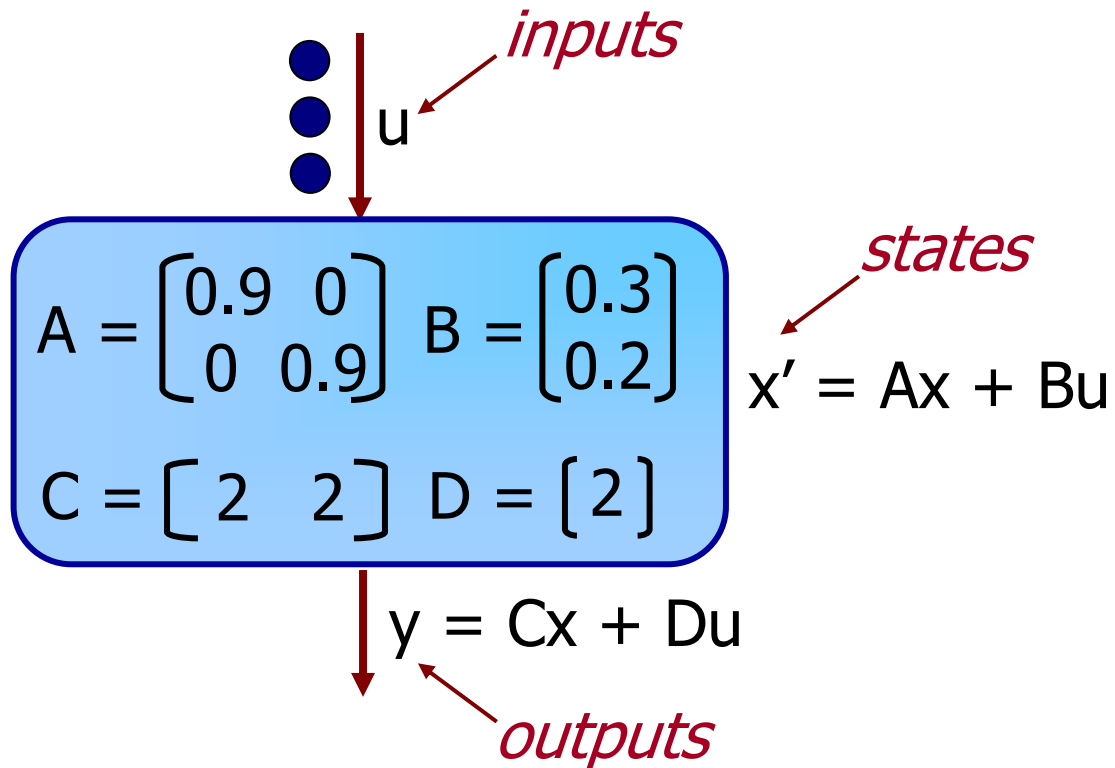 inputs
u
states
A = [0.9 0
0 0.9] B = [0.3
0.2]
x′ = Ax + Bu
C = [ 2 2 ] D = [2]
y = Cx + Du
outputs